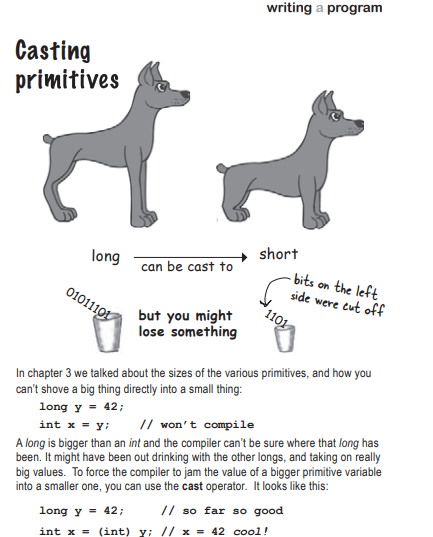 writing a program
Casting
primitives
long
can be cast to
short
01011101
but you might
lose something
1101
bits on the left
side were cut off
In chapter 3 we talked about the sizes of the various primitives, and how you
can't shove a big thing directly into a small thing:
long y = 42;
int x = y; // won't compile
A long is bigger than an int and the compiler can't be sure where that long has
been. It might have been out drinking with the other longs, and taking on really
big values. To force the compiler to jam the value of a bigger primitive variable
into a smaller one, you can use the cast operator. It looks like this:
long y = 42; // so far so good
int x = (int) y; // x = 42 cool!